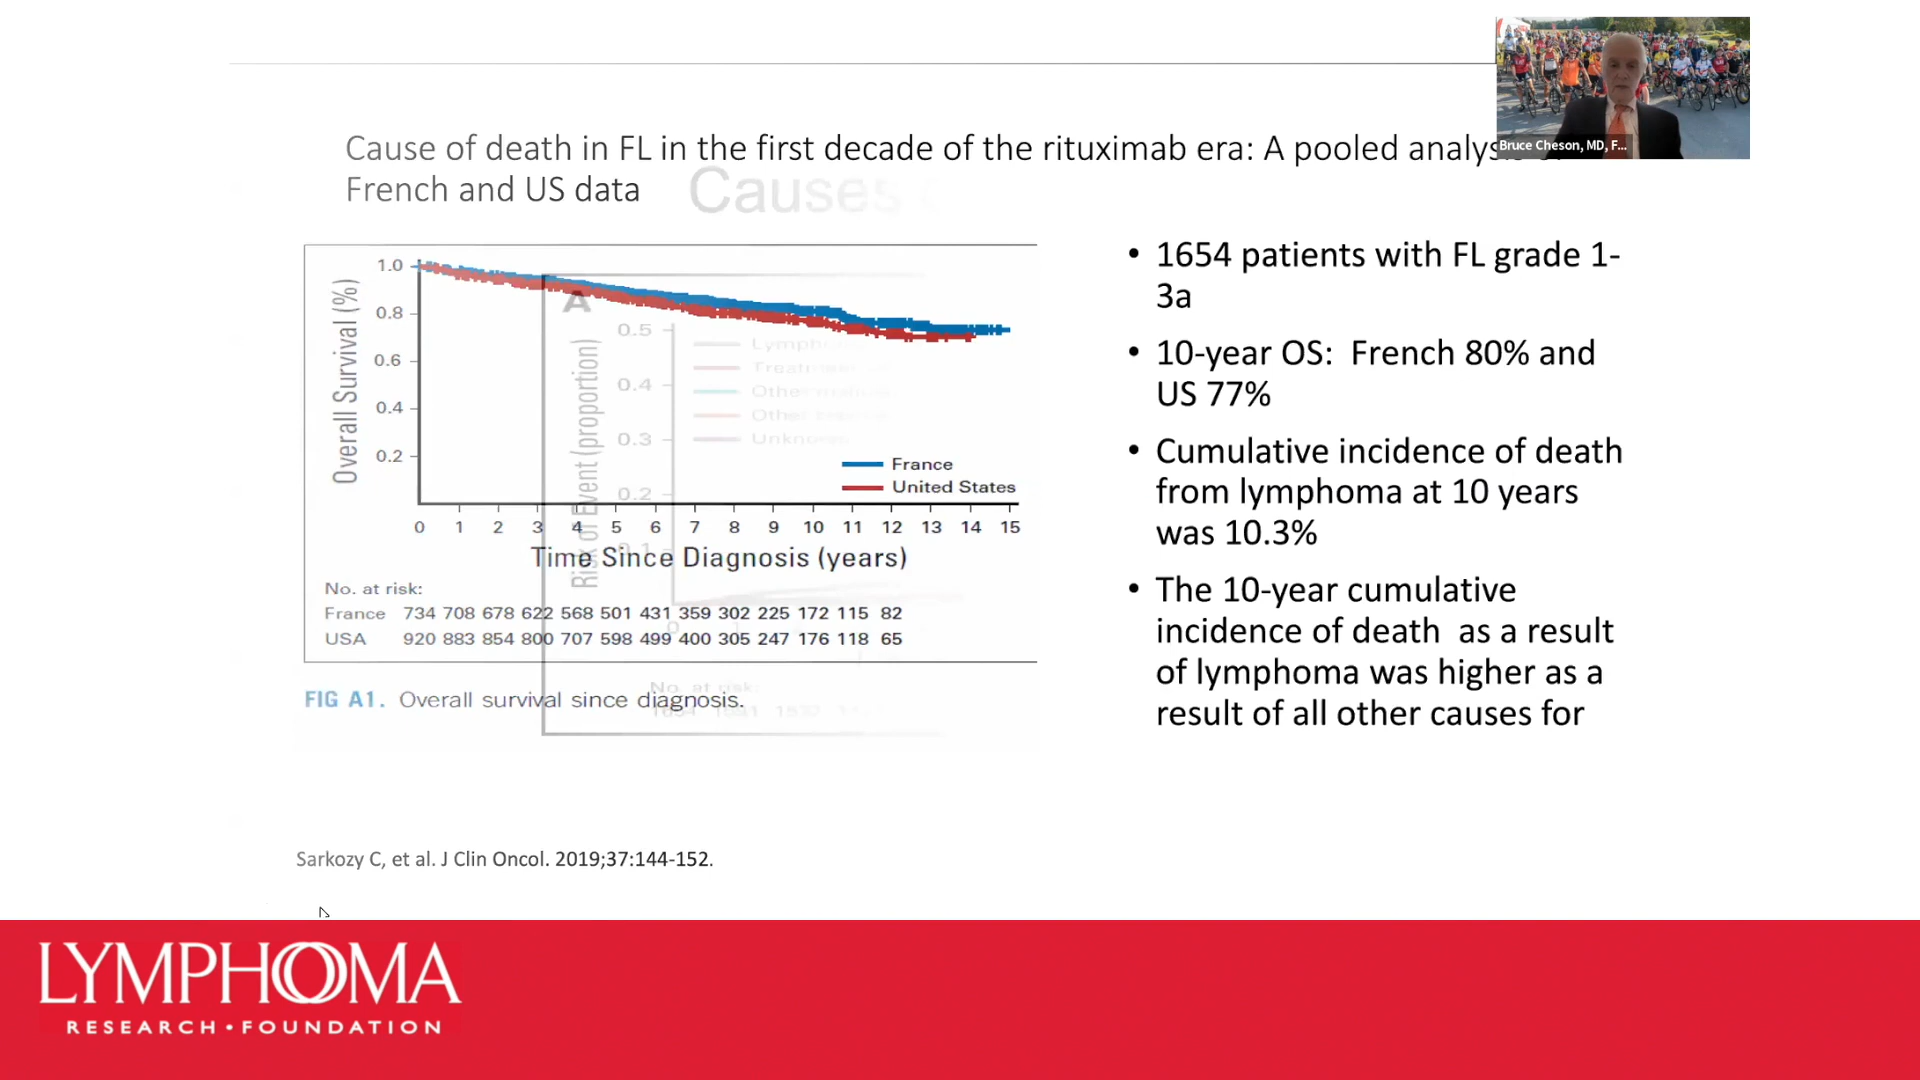 Bruce Cheson, MD, F...
Cause of death in FL in the first decade of the rituximab era: A pooled analysis
French and US data
Causes
1.0
0.8
0.6
0.4
0.2
Overall Survival (%)
France
United States
0 1 2 3 4 5 6 7 8 9 10 11 12 13 14 15
Time Since Diagnosis (years)
No. at risk:
France 734 708 678 622 568 501 431 359 302 225 172 115 82
USA 920 883 854 800 707 598 499 400 305 247 176 118 65
FIG A1. Overall survival since diagnosis.
A
Risk of Event (proportion)
0.5
0.4
0.3
0.2
0.1
0
Other
Other
No. at risk:
• 1654 patients with FL grade 1-
3a
• 10-year OS: French 80% and
US 77%
• Cumulative incidence of death
from lymphoma at 10 years
was 10.3%
• The 10-year cumulative
incidence of death as a result
of lymphoma was higher as a
result of all other causes for
Sarkozy C, et al. J Clin Oncol. 2019;37:144-152.
LYMPHOMA
RESEARCH • FOUNDATION